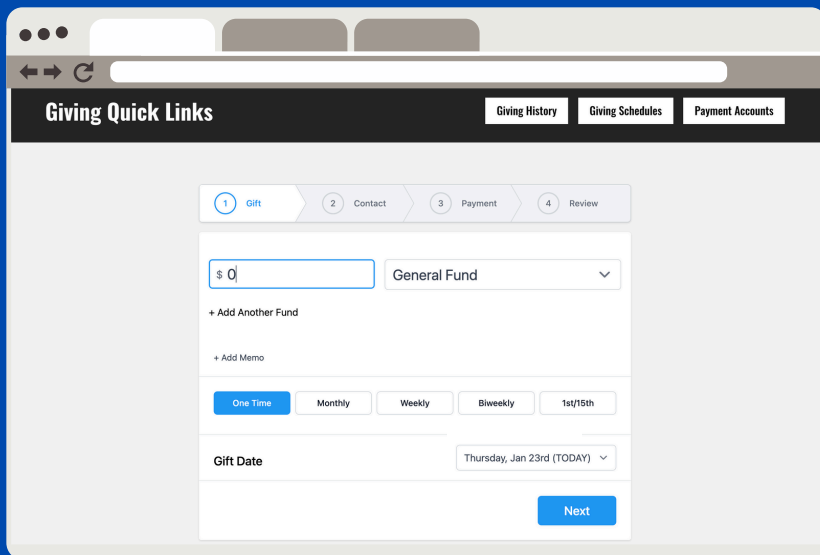 Giving Quick Links
Giving History
Giving Schedules
Payment Accounts
1 Gift
2 Contact
3 Payment
4 Review
$ 0
General Fund
+ Add Another Fund
+ Add Memo
One Time
Monthly
Weekly
Biweekly
1st/15th
Gift Date
Thursday, Jan 23rd (TODAY)
Next